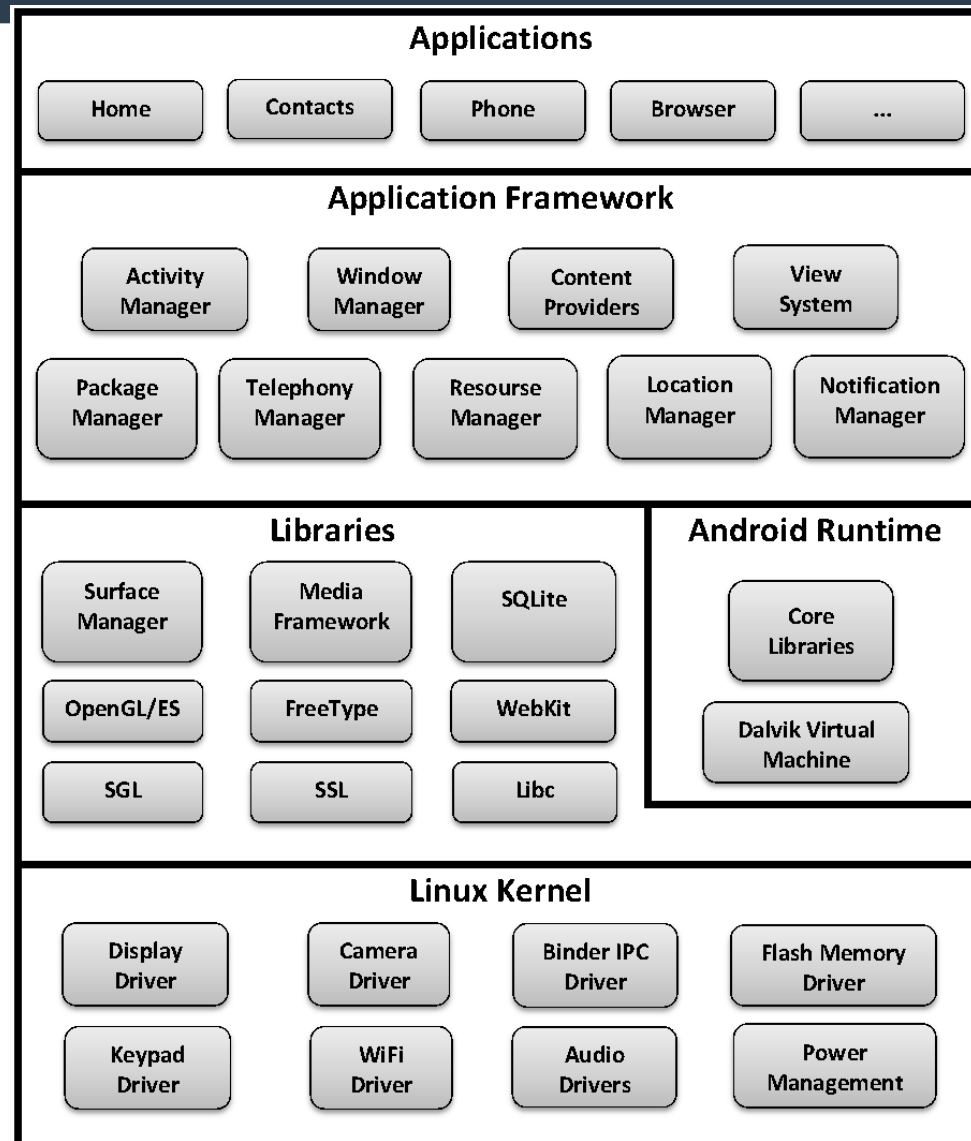 Applications
Home
Contacts
Phone
Browser
...
Application Framework
Activity
Manager
Window
Manager
Content
Providers
View
System
Package
Manager
Telephony
Manager
Resourse
Manager
Location
Manager
Notification
Manager
Libraries
Surface
Manager
Media
Framework
SQLite
OpenGL/ES
FreeType
WebKit
SGL
SSL
Libc
Android Runtime
Core
Libraries
Dalvik Virtual
Machine
Linux Kernel
Display
Driver
Camera
Driver
Binder IPC
Driver
Flash Memory
Driver
Keypad
Driver
WiFi
Driver
Audio
Drivers
Power
Management